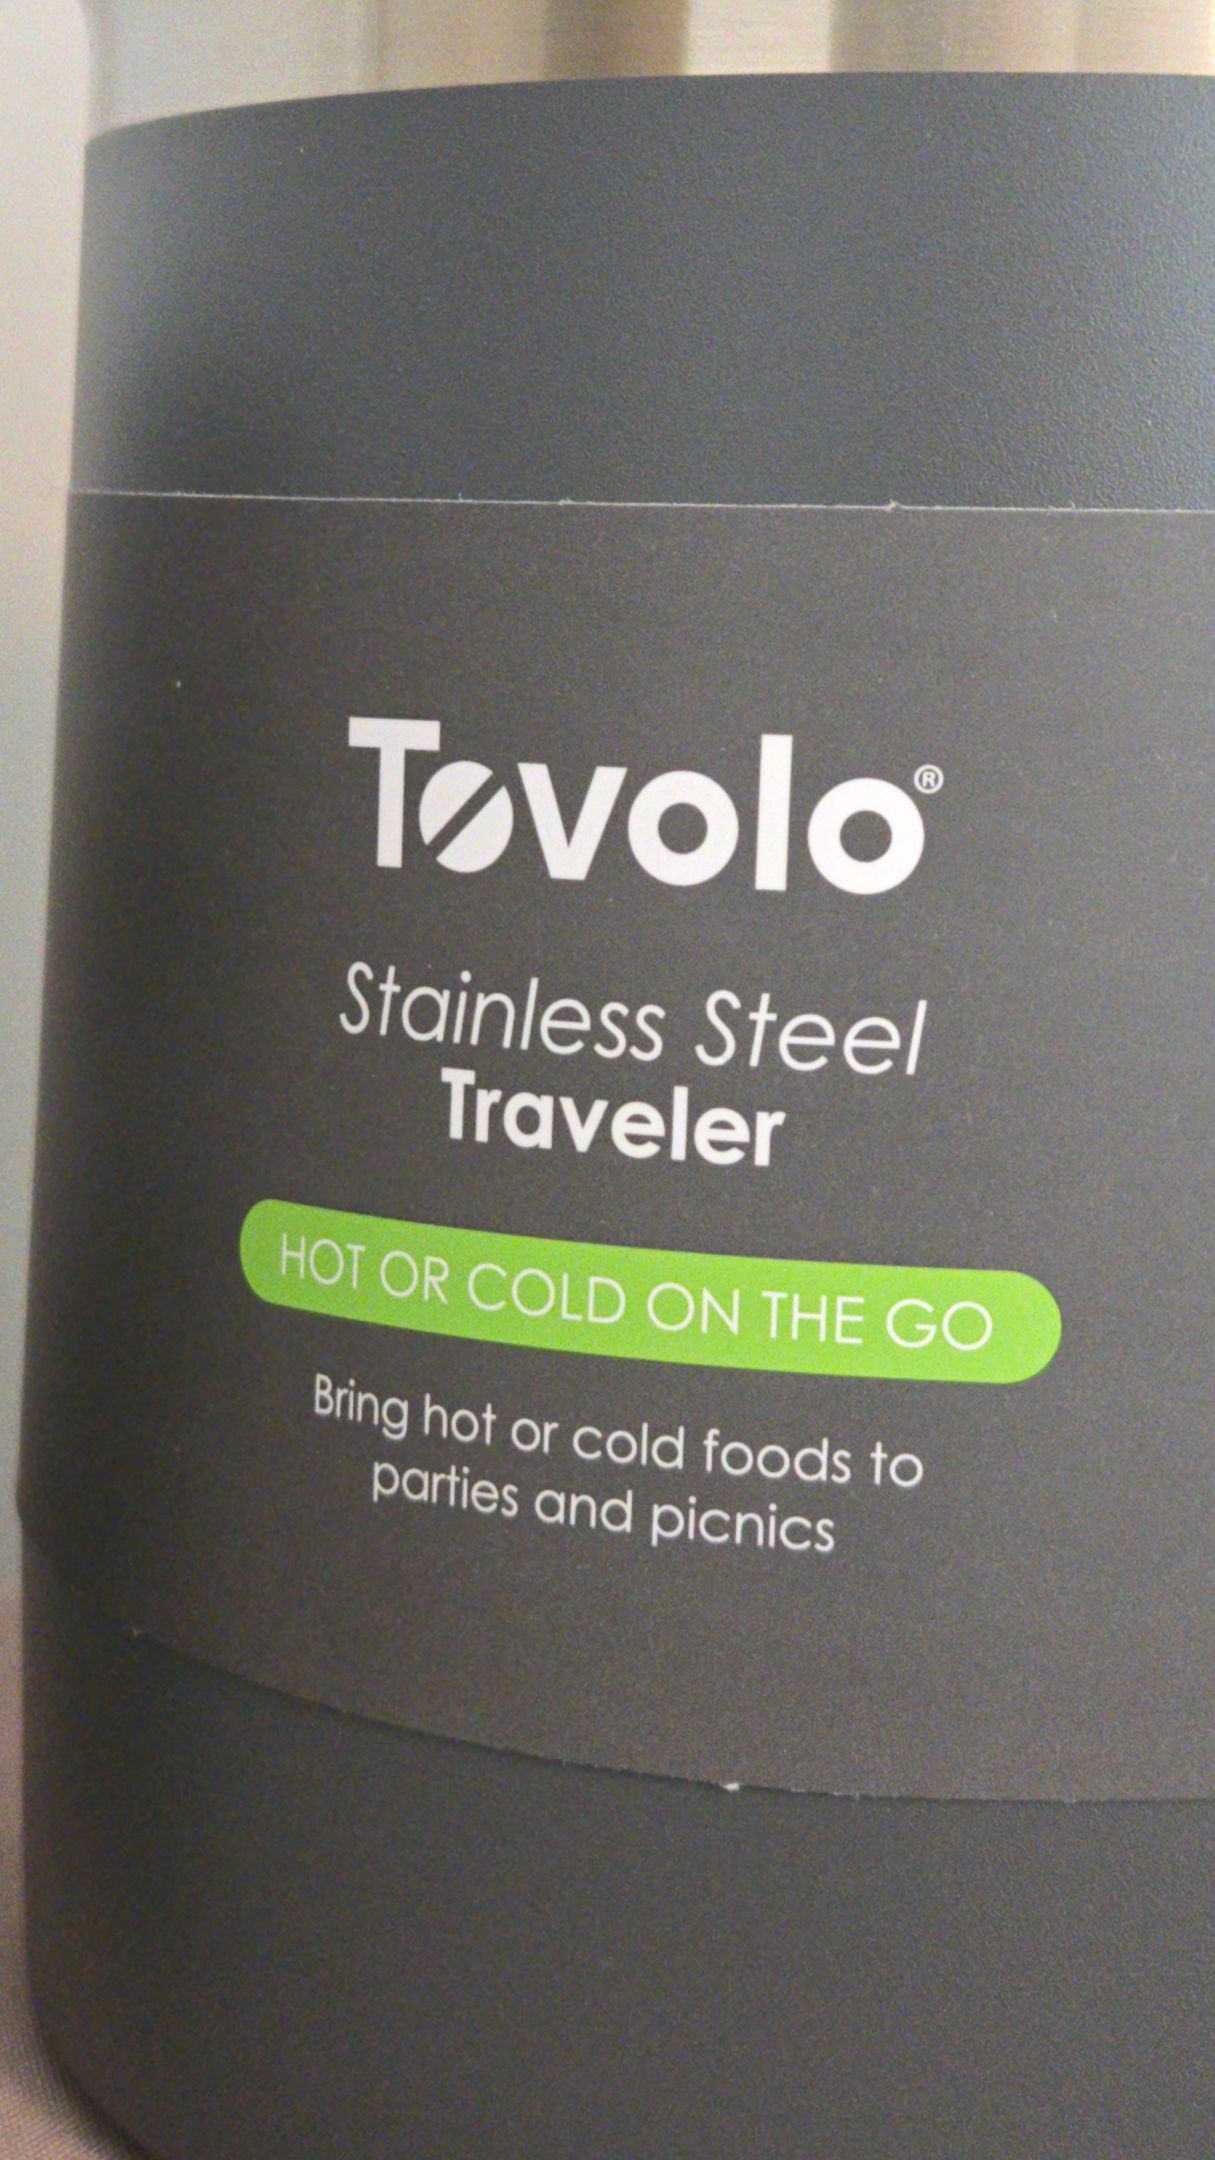 Tovolo®
Stainless Steel
Traveler
HOT OR COLD ON THE GO
Bring hot or cold foods to
parties and picnics